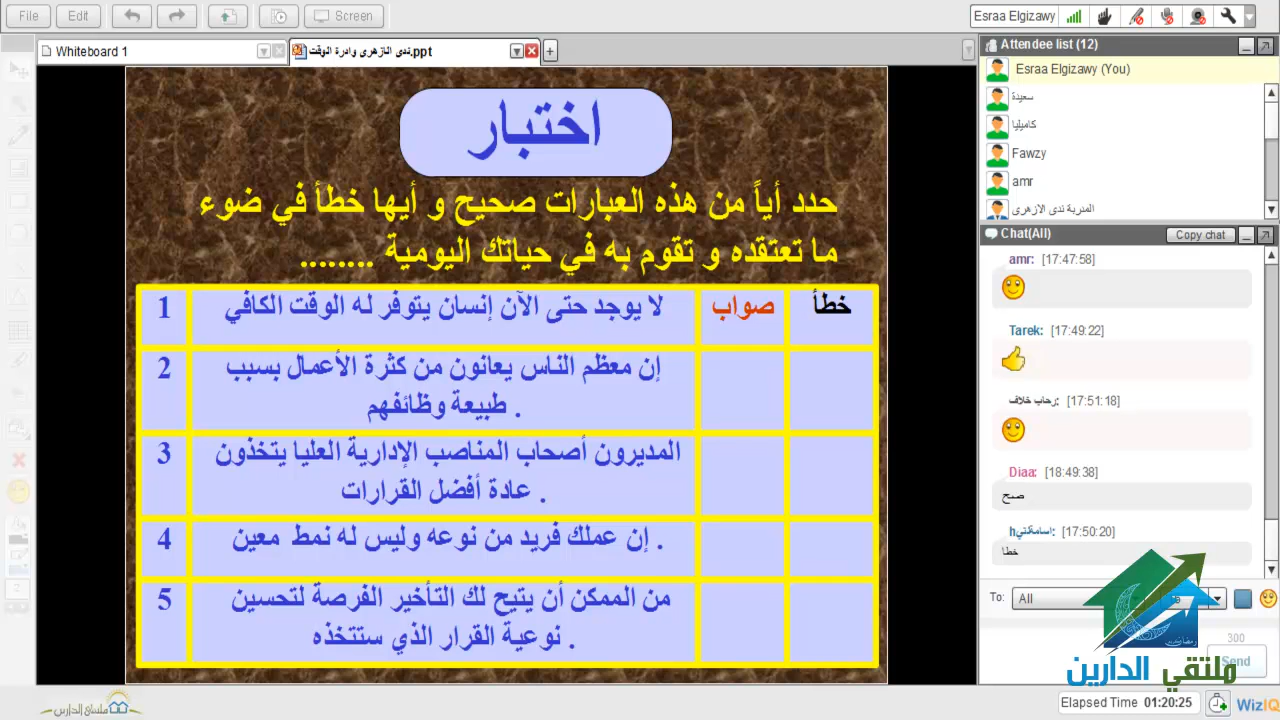 File Edit Screen
Esraa Elgizawy
Whiteboard 1
ندى الازهرى وادرة الوقت.ppt
Attendee list (12)
Esraa Elgizawy (You)
سعيدة
كاميليا
Fawzy
amr
المدربة ندى الازهرى
اختبار
حدد أياً من هذه العبارات صحيح و أيها خطأ في ضوء
ما تعتقده و تقوم به في حياتك اليومية ........
خطأ صواب لا يوجد حتى الآن إنسان يتوفر له الوقت الكافي 1
إن معظم الناس يعانون من كثرة الأعمال بسبب 2
طبيعة وظائفهم .
المديرون أصحاب المناصب الإدارية العليا يتخذون 3
عادة أفضل القرارات .
إن عملك فريد من نوعه وليس له نمط معين . 4
من الممكن أن يتيح لك التأخير الفرصة لتحسين 5
نوعية القرار الذي ستتخذه .
Chat(All) Copy chat
amr: [17:47:58]
Tarek: [17:49:22]
رحاب خلاف: [17:51:18]
Diaa: [18:49:38]
صح
[17:50:20]
خطا
To: All
300
Send
ملتقي الدارين
Elapsed Time 01:20:25
WizIQ
ملتقى الدارين